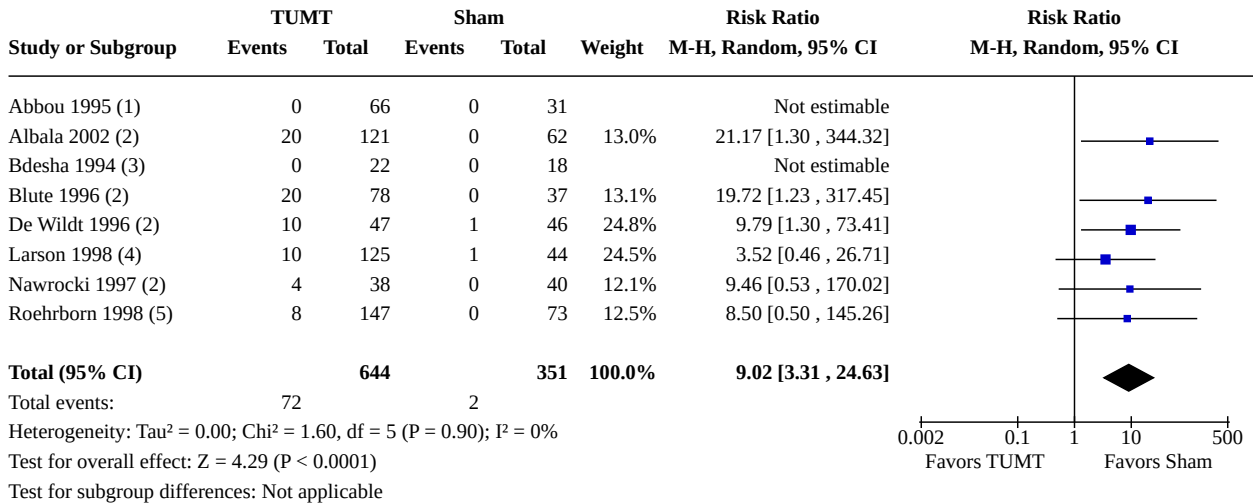 TUMT Sham Risk Ratio Risk Ratio
Study or Subgroup Events Total Events Total Weight M-H, Random, 95% CI M-H, Random, 95% CI
Abbou 1995 (1) 0 66 0 31 Not estimable
Albala 2002 (2) 20 121 0 62 13.0% 21.17 [1.30 , 344.32]
Bdesha 1994 (3) 0 22 0 18 Not estimable
Blute 1996 (2) 20 78 0 37 13.1% 19.72 [1.23 , 317.45]
De Wildt 1996 (2) 10 47 1 46 24.8% 9.79 [1.30 , 73.41]
Larson 1998 (4) 10 125 1 44 24.5% 3.52 [0.46 , 26.71]
Nawrocki 1997 (2) 4 38 0 40 12.1% 9.46 [0.53 , 170.02]
Roehrborn 1998 (5) 8 147 0 73 12.5% 8.50 [0.50 , 145.26]
Total (95% CI) 644 351 100.0% 9.02 [3.31 , 24.63]
Total events: 72 2
Heterogeneity: Tau² = 0.00; Chi² = 1.60, df = 5 (P = 0.90); I² = 0%
0.002 0.1 1 10 500
Test for overall effect: Z = 4.29 (P < 0.0001)
Favors TUMT Favors Sham
Test for subgroup differences: Not applicable